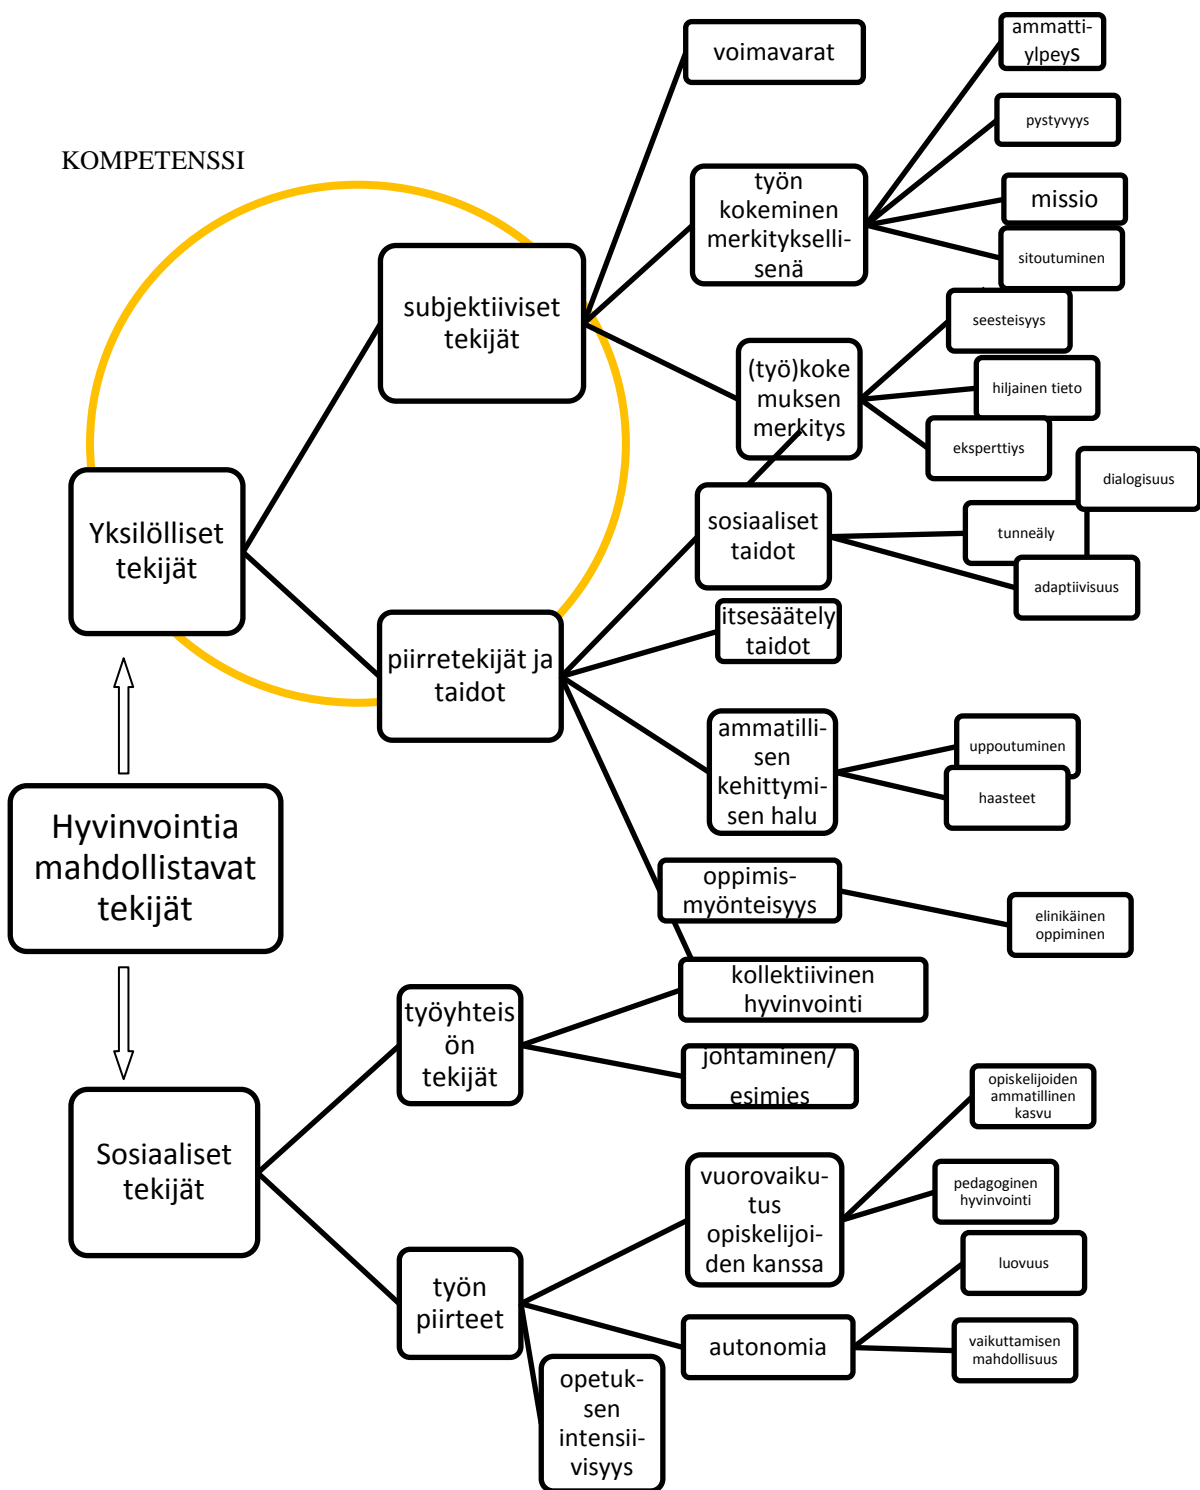 KOMPETENSSI
Hyvinvointia
mahdollistavat
tekijät
Yksilölliset
tekijät
subjektiiviset
tekijät
voimavarat
työn
kokeminen
merkitykselli-
senä
ammatti-
ylpeys
pystyvyys
missio
sitoutuminen
(työ)koke
muksen
merkitys
seesteisyys
hiljainen tieto
eksperttiys
piirretekijät ja
taidot
sosiaaliset
taidot
dialogisuus
tunneäly
adaptiivisuus
itsesäätely
taidot
ammatilli-
sen
kehittymi-
sen halu
uppoutuminen
haasteet
oppimis-
myönteisyys
elinikäinen
oppiminen
Sosiaaliset
tekijät
työyhteis
ön
tekijät
kollektiivinen
hyvinvointi
johtaminen/
esimies
työn
piirteet
vuorovaiku-
tus
opiskelijoi-
den kanssa
opiskelijoiden
ammatillinen
kasvu
pedagoginen
hyvinvointi
autonomia
luovuus
vaikuttamisen
mahdollisuus
opetuk-
sen
intensii-
visyys